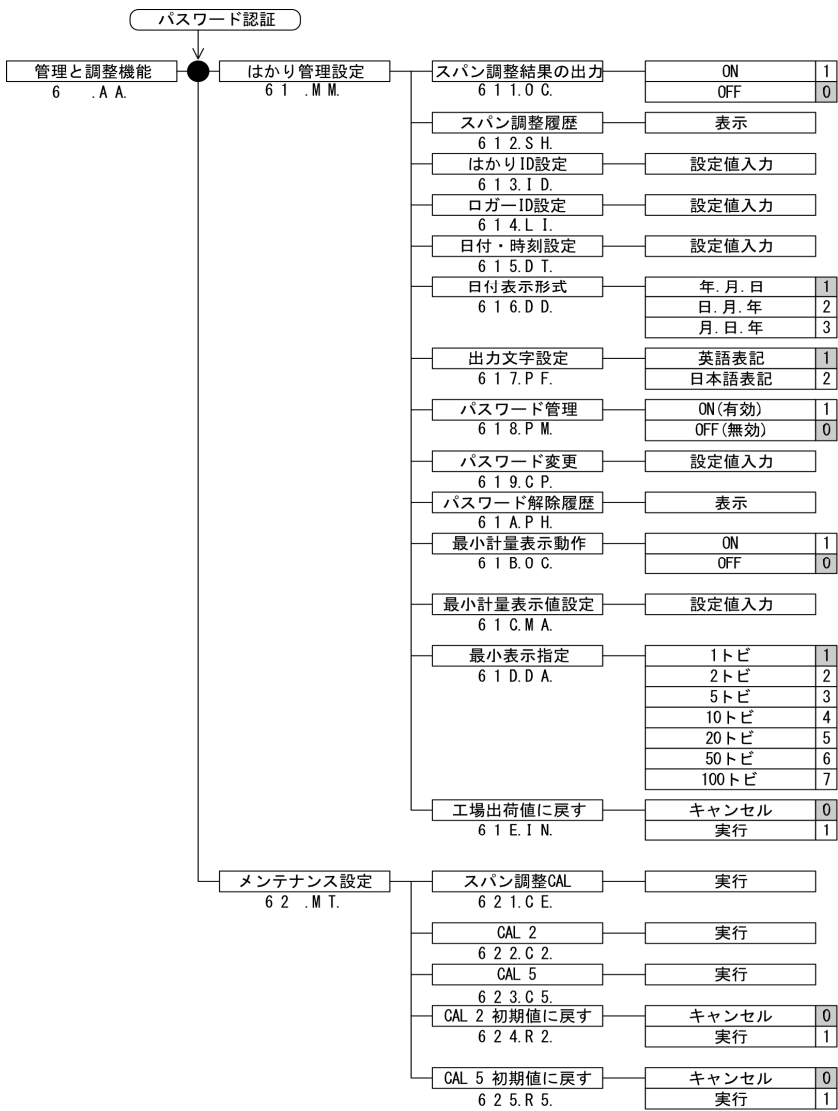 パスワード認証
管理と調整機能
6 .A A.
はかり管理設定
6 1 .M M.
スパン調整結果の出力
6 1 1.O C.
ON 1
OFF 0
スパン調整履歴
6 1 2.S H.
表示
はかりID設定
6 1 3.I D.
設定値入力
ロガーID設定
6 1 4.L I.
設定値入力
日付・時刻設定
6 1 5.D T.
設定値入力
日付表示形式
6 1 6.D D.
年.月.日 1
日.月.年 2
月.日.年 3
出力文字設定
6 1 7.P F.
英語表記 1
日本語表記 2
パスワード管理
6 1 8.P M.
ON(有効) 1
OFF(無効) 0
パスワード変更
6 1 9.C P.
設定値入力
パスワード解除履歴
6 1 A.P H.
表示
最小計量表示動作
6 1 B.O C.
ON 1
OFF 0
最小計量表示値設定
6 1 C.M A.
設定値入力
最小表示指定
6 1 D.D A.
1トビ 1
2トビ 2
5トビ 3
10トビ 4
20トビ 5
50トビ 6
100トビ 7
工場出荷値に戻す
6 1 E.I N.
キャンセル 0
実行 1
メンテナンス設定
6 2 .M T.
スパン調整CAL
6 2 1.C E.
実行
CAL 2
6 2 2.C 2.
実行
CAL 5
6 2 3.C 5.
実行
CAL 2 初期値に戻す
6 2 4.R 2.
キャンセル 0
実行 1
CAL 5 初期値に戻す
6 2 5.R 5.
キャンセル 0
実行 1